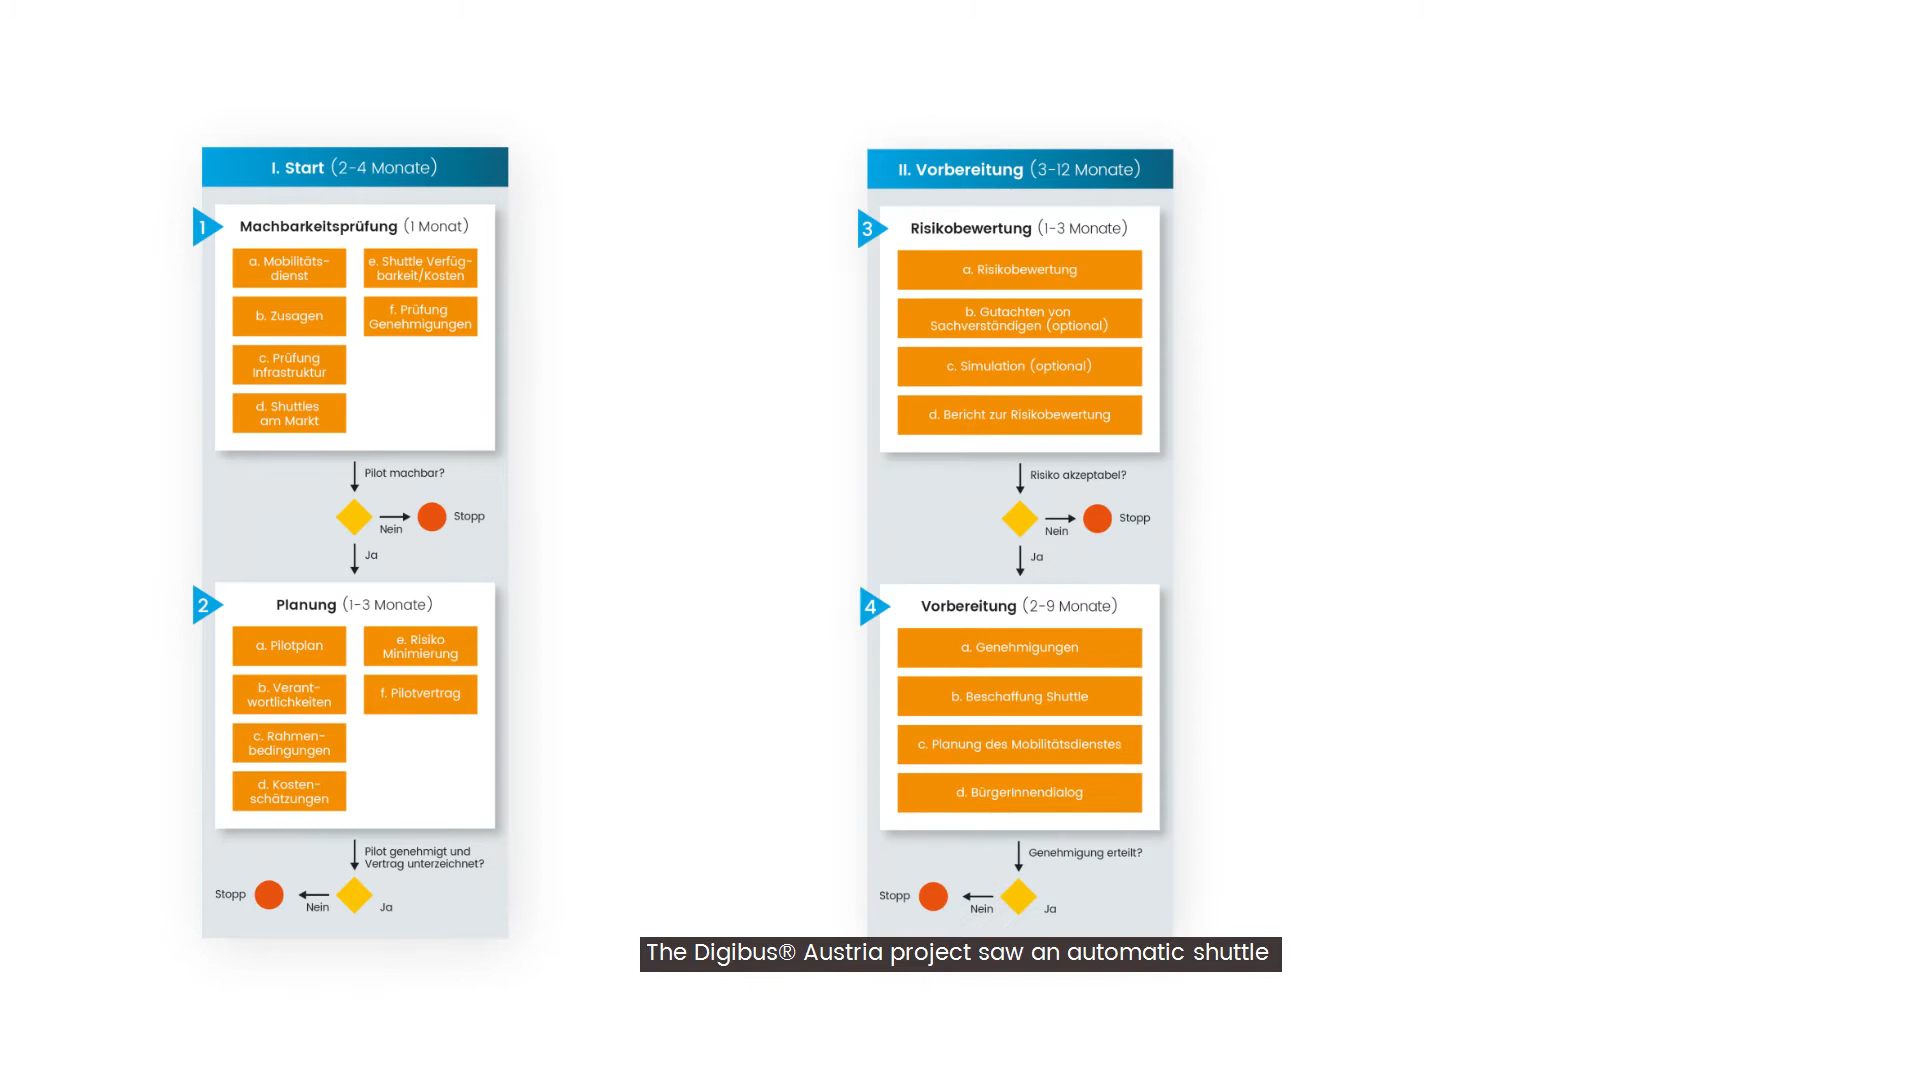 I. Start (2-4 Monate)
1
Machbarkeitsprüfung (1 Monat)
a. Mobilitäts-
dienst
b. Zusagen
c. Prüfung
Infrastruktur
d. Shuttles
am Markt
e. Shuttle Verfüg-
barkeit/Kosten
f. Prüfung
Genehmigungen
Pilot machbar?
Nein
Stopp
Ja
2
Planung (1-3 Monate)
a. Pilotplan
b. Verant-
wortlichkeiten
c. Rahmen-
bedingungen
d. Kosten-
schätzungen
e. Risiko
Minimierung
f. Pilotvertrag
Pilot genehmigt und
Vertrag unterzeichnet?
Stopp
Nein
Ja
II. Vorbereitung (3-12 Monate)
3
Risikobewertung (1-3 Monate)
a. Risikobewertung
b. Gutachten von
Sachverständigen (optional)
c. Simulation (optional)
d. Bericht zur Risikobewertung
Risiko akzeptabel?
Nein
Stopp
Ja
4
Vorbereitung (2-9 Monate)
a. Genehmigungen
b. Beschaffung Shuttle
c. Planung des Mobilitätsdienstes
d. BürgerInnendialog
Genehmigung erteilt?
Stopp
Nein
Ja
The Digibus® Austria project saw an automatic shuttle